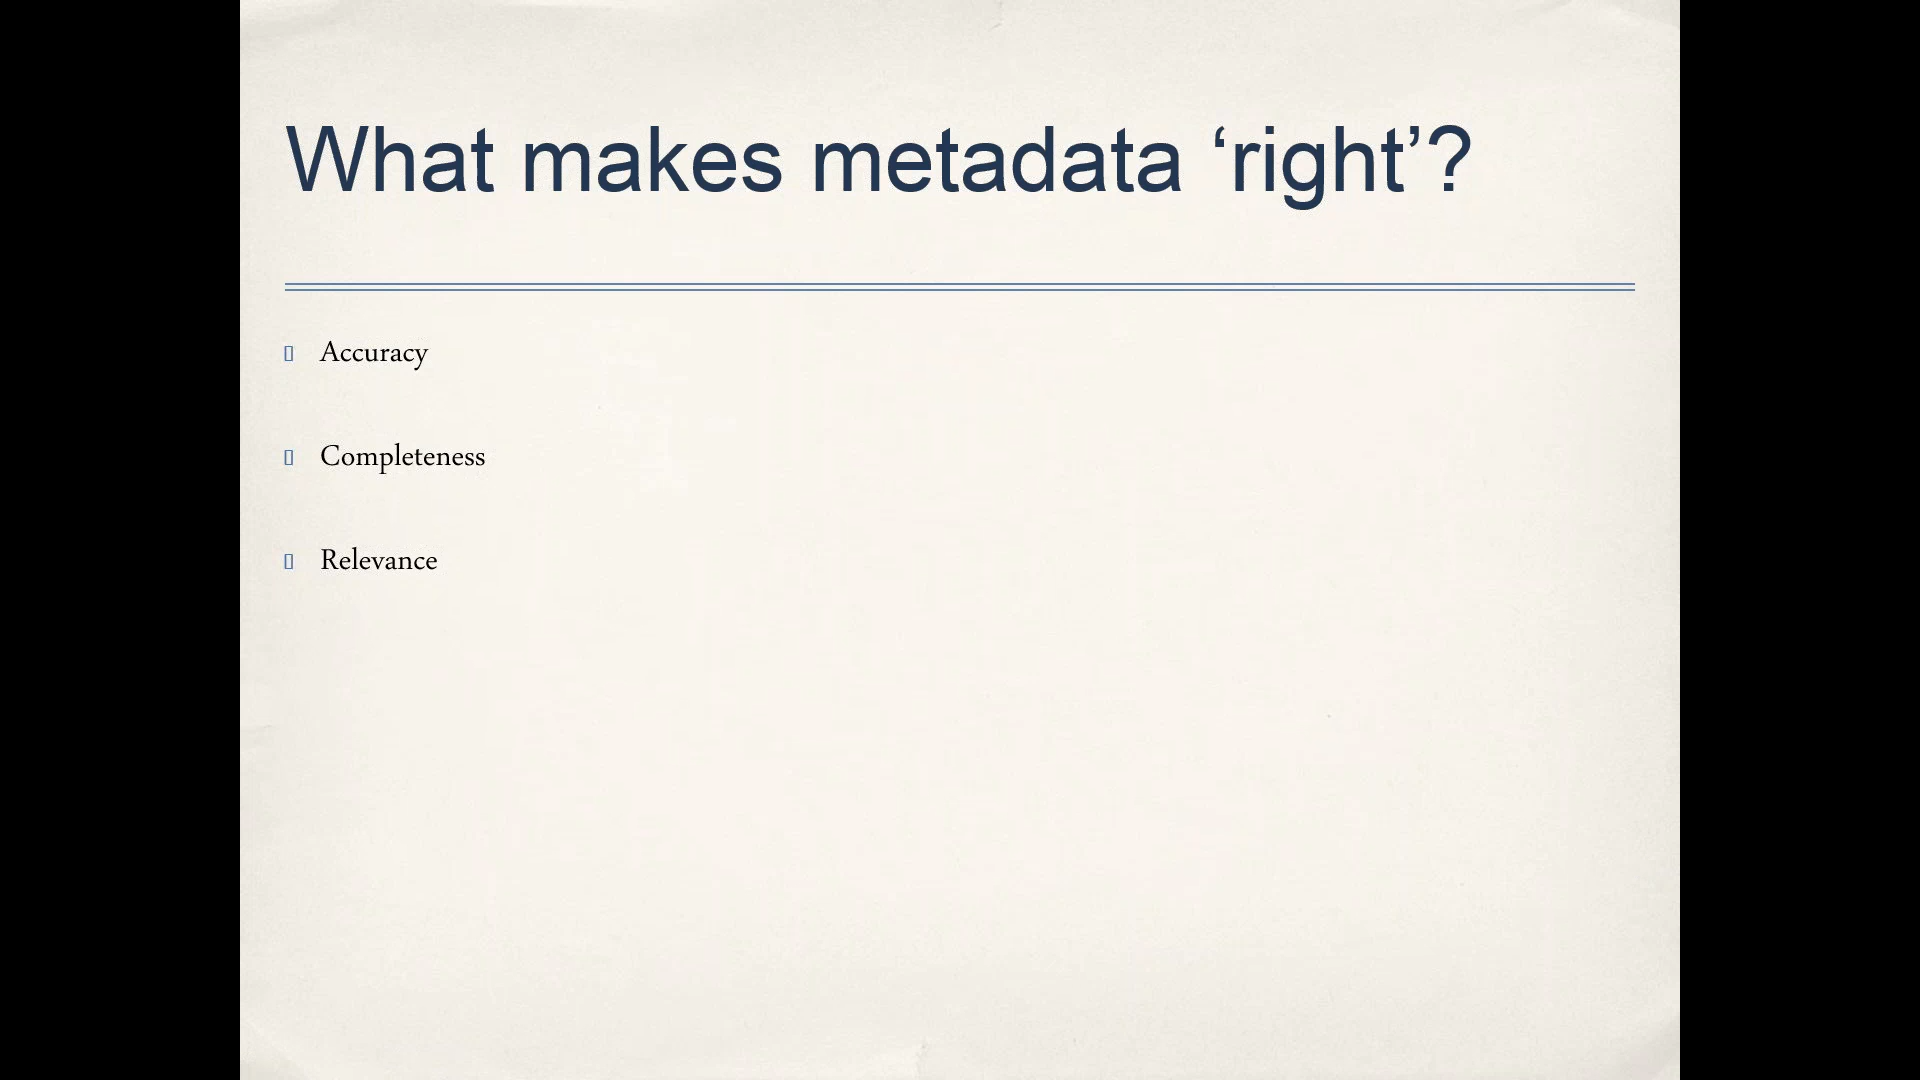 What makes metadata ‘right’?
Accuracy
Completeness
Relevance